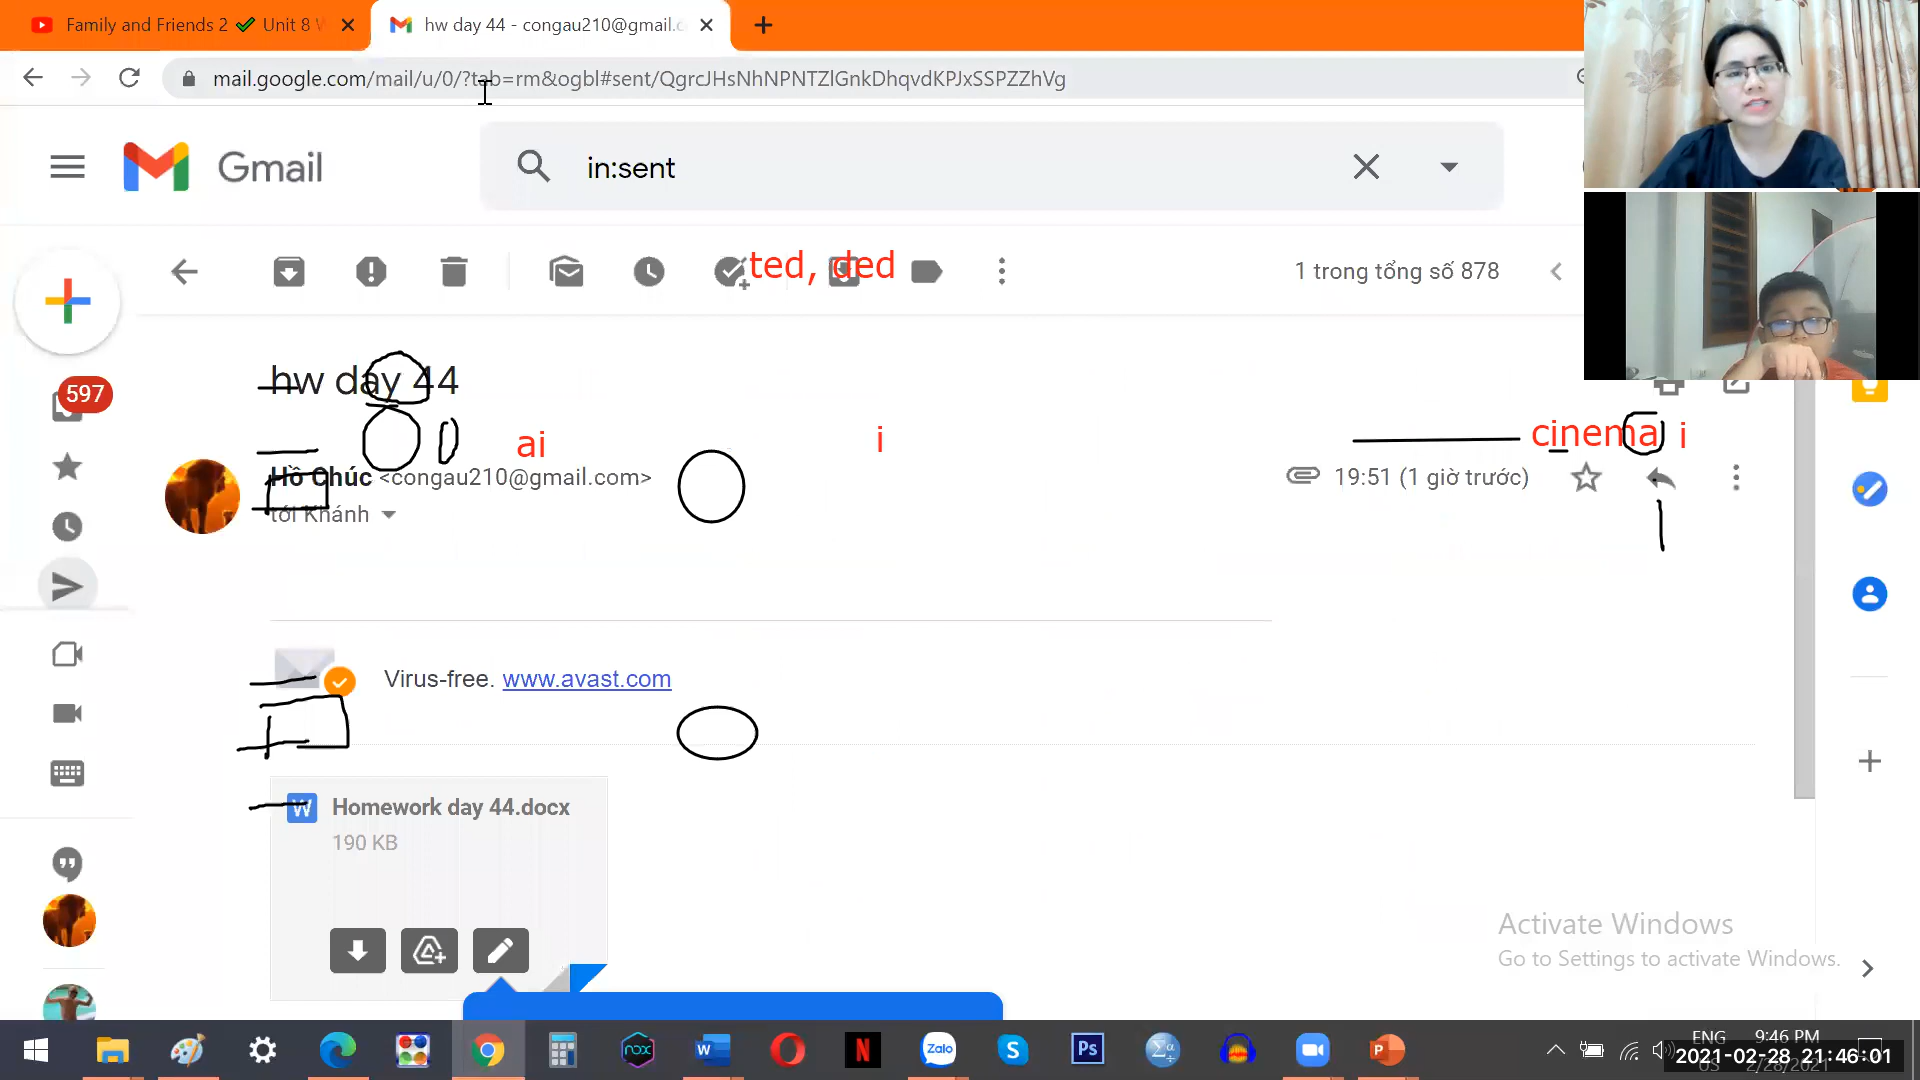 Family and Friends 2 ✔ Unit 8
hw day 44 - congau210@gmail.c
mail.google.com/mail/u/0/?tab=rm&ogbl#sent/QgrcJHsNhNPNTZlGnkDhqvdKPJxSSPZZhVg
Gmail
in:sent
ted, ded
1 trong tổng số 878
597
hw day 44
ai
i
cinema i
Hồ Chúc <congau210@gmail.com>
19:51 (1 giờ trước)
tới Khánh
Virus-free. www.avast.com
W Homework day 44.docx
190 KB
Activate Windows
Go to Settings to activate Windows.
nox
W
N
Zalo
S
Ps
Σα
P
ENG
9:46 PM
2021-02-28 21:46:01